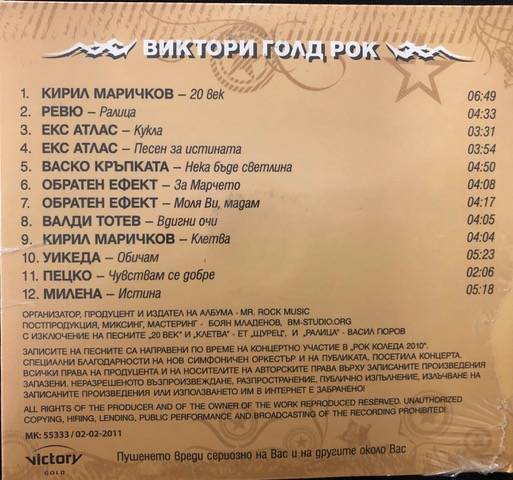 ВИКТОРИ ГОЛД РОК
1. КИРИЛ МАРИЧКОВ – 20 век 06:49
2. РЕВЮ – Ралица 04:33
3. ЕКС АТЛАС – Кукла 03:31
4. ЕКС АТЛАС – Песен за истината 03:54
5. ВАСКО КРЪПКАТА – Нека бъде светлина 04:50
6. ОБРАТЕН ЕФЕКТ – За Марчето 04:08
7. ОБРАТЕН ЕФЕКТ – Моля Ви, мадам 04:17
8. ВАЛДИ ТОТЕВ – Вдигни очи 04:05
9. КИРИЛ МАРИЧКОВ – Клетва 04:04
10. УИКЕДА – Обичам 05:23
11. ПЕЦКО – Чувствам се добре 02:06
12. МИЛЕНА – Истина 05:18
ОРГАНИЗАТОР, ПРОДУЦЕНТ И ИЗДАТЕЛ НА АЛБУМА - MR. ROCK MUSIC
ПОСТПРОДУКЦИЯ, МИКСИНГ, МАСТЕРИНГ - БОЯН МЛАДЕНОВ, BM-STUDIO.ORG
С ИЗКЛЮЧЕНИЕ НА ПЕСНИТЕ „20 ВЕК" И „КЛЕТВА" - ЕТ „ЩУРЕЦ", И „РАЛИЦА" - ВАСИЛ ГЮРОВ
ЗАПИСИТЕ НА ПЕСНИТЕ СА НАПРАВЕНИ ПО ВРЕМЕ НА КОНЦЕРТНО УЧАСТИЕ В „РОК КОЛЕДА 2010".
СПЕЦИАЛНИ БЛАГОДАРНОСТИ НА НОВ СИМФОНИЧЕН ОРКЕСТЪР И НА ПУБЛИКАТА, ПОСЕТИЛА КОНЦЕРТА.
ВСИЧКИ ПРАВА НА ПРОДУЦЕНТА И НА НОСИТЕЛИТЕ НА АВТОРСКИТЕ ПРАВА ВЪРХУ ЗАПИСАНИТЕ ПРОИЗВЕДЕНИЯ
ЗАПАЗЕНИ. НЕРАЗРЕШЕНОТО ВЪЗПРОИЗВЕЖДАНЕ, РАЗПРОСТРАНЕНИЕ, ПУБЛИЧНО ИЗПЪЛНЕНИЕ, ИЗЛЪЧВАНЕ НА
ЗАПИСАНИТЕ ПРОИЗВЕДЕНИЯ ИЛИ ИЗПОЛЗВАНЕТО ИМ В ИНТЕРНЕТ Е ЗАБРАНЕНО!
ALL RIGHTS OF THE PRODUCER AND OF THE OWNER OF THE WORK REPRODUCED RESERVED. UNAUTHORIZED
COPYING, HIRING, LENDING, PUBLIC PERFORMANCE AND BROADCASTING OF THE RECORDING PROHIBITED!
MK: 55333 / 02-02-2011
victory
GOLD
Пушенето вреди сериозно на Вас и на другите около Вас